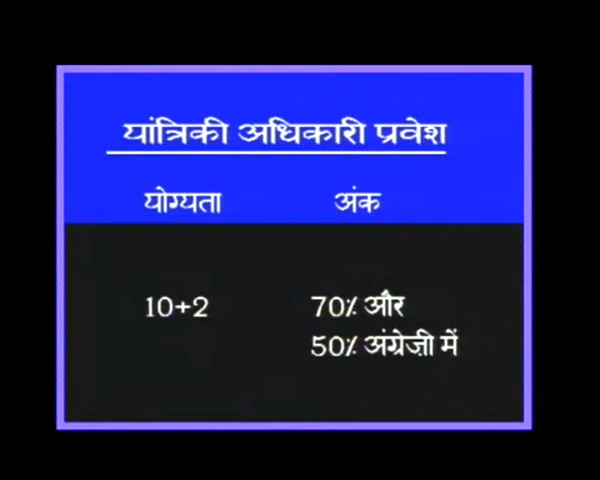 यांत्रिकी अधिकारी प्रवेश
योग्यता अंक
10+2 70% और
50% अंग्रेज़ी में